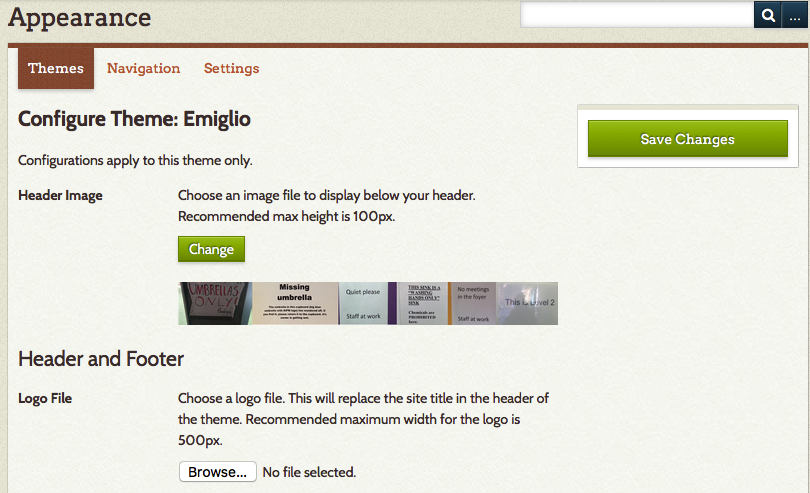 Appearance
...
Themes
Navigation
Settings
Configure Theme: Emiglio
Save Changes
Configurations apply to this theme only.
Header Image
Choose an image file to display below your header.
Recommended max height is 100px.
Change
UMBRELLAS
ONLY!
Missing
umbrella
Quiet please
Staff at work
THIS SINK IS A
"WASHING
HANDS ONLY"
SINK
Chemicals are
PROHIBITED
here.
No meetings
in the foyer
Staff at work
This is Level 2
Header and Footer
Logo File
Choose a logo file. This will replace the site title in the header of
the theme. Recommended maximum width for the logo is
500px.
Browse... No file selected.